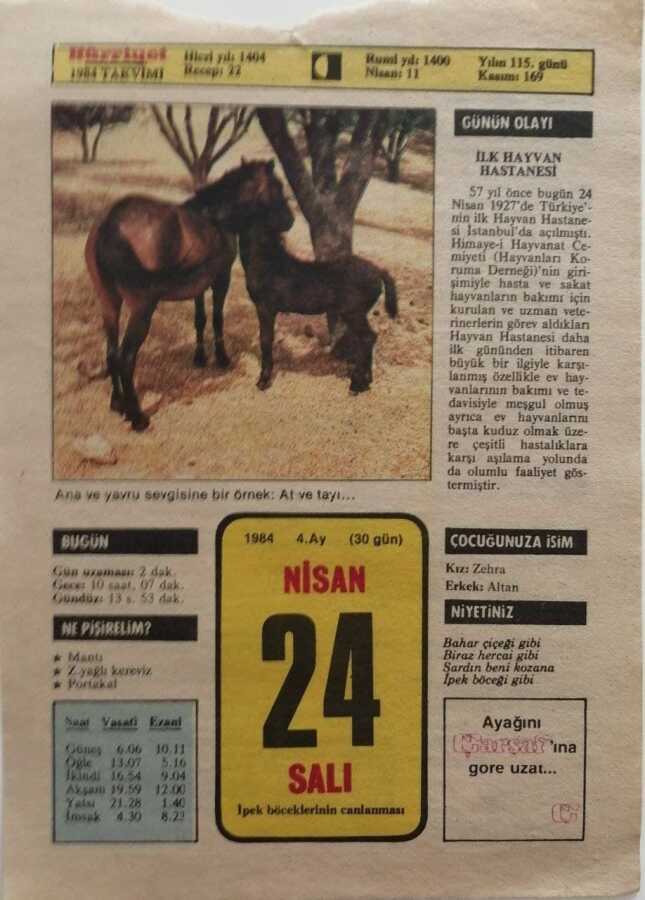 Hürriyet
1984 TAKVİMİ
Hicri yılı 1404
Recep: 22
Rumi yılı 1400
Nisan: 11
Yılın 115. günü
Kasım: 169
GÜNÜN OLAYI
İLK HAYVAN
HASTANESİ
57 yıl önce bugün 24
Nisan 1927'de Türkiye'-
nin ilk Hayvan Hastane-
si İstanbul'da açılmıştı.
Himaye-i Hayvanat Ce-
miyeti (Hayvanları Ko-
ruma Derneği)'nin giri-
şimiyle hasta ve sakat
hayvanların bakımı için
kurulan ve uzman vete-
rinerlerin görev aldıkları
Hayvan Hastanesi daha
ilk gününden itibaren
büyük bir ilgiyle karşı-
lanmış özellikle ev hay-
vanlarının bakımı ve te-
davisiyle meşgul olmuş
ayrıca ev hayvanlarını
başta kuduz olmak üze-
re çeşitli hastalıklara
karşı aşılama yolunda
da olumlu faaliyet gös-
termiştir.
Ana ve yavru sevgisine bir örnek: At ve tayı...
BUGÜN
Gün uzaması: 2 dak.
Gece: 10 saat, 07 dak.
Gündüz: 13 s. 53 dak.
NE PİŞİRELİM?
★ Mantı
★ Z.yağlı kereviz
★ Portakal
Saat Vasati Ezani
Güneş 6.06 10.11
Öğle 13.07 5.16
İkindi 16.54 9.04
Akşam 19.59 12.00
Yatsı 21.28 1.40
İmsak 4.30 8.22
1984 4.Ay (30 gün)
NİSAN
24
SALI
İpek böceklerinin canlanması
ÇOCUĞUNUZA İSİM
Kız: Zehra
Erkek: Altan
NİYETİNİZ
Bahar çiçeği gibi
Biraz hercai gibi
Sardın beni kozana
İpek böceği gibi
Ayağını
Çarşaf'ına
gore uzat...
Ç